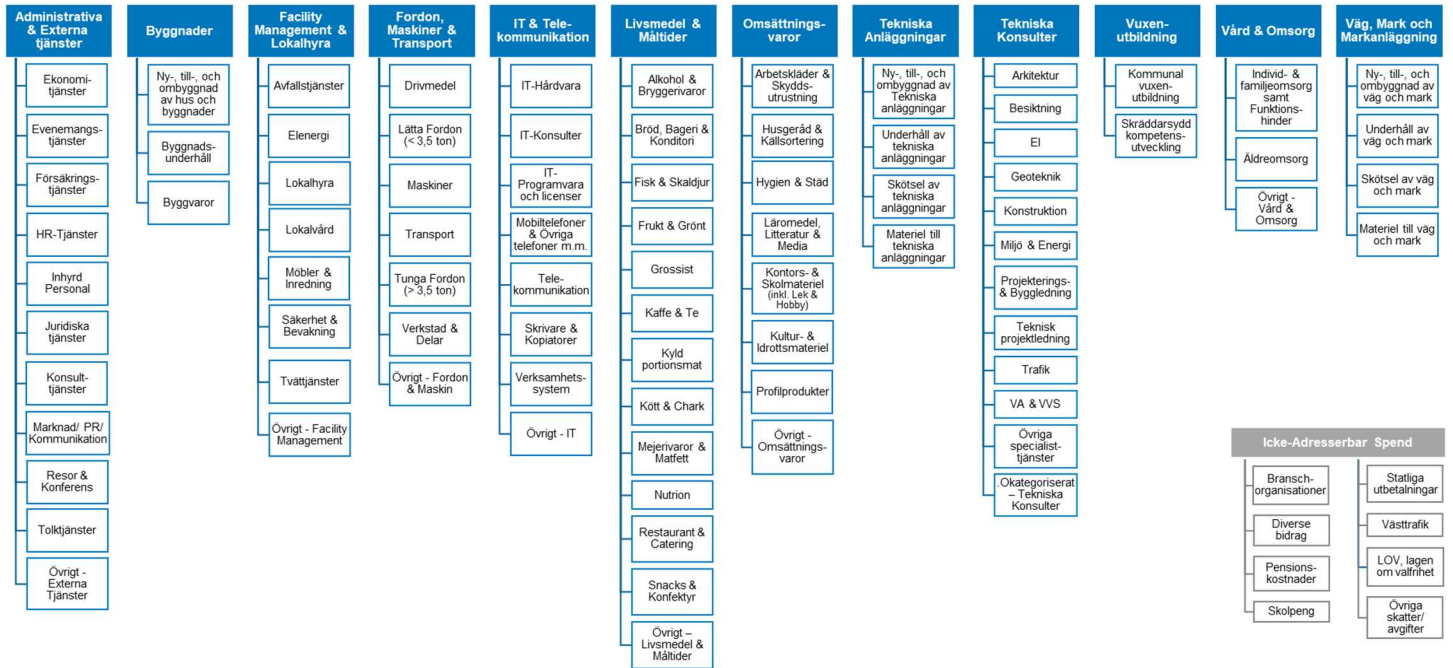 Administrativa
& Externa
tjänster
Ekonomi-
tjänster
Evenemangs-
tjänster
Försäkrings-
tjänster
HR-Tjänster
Inhyrd
Personal
Juridiska
tjänster
Konsult-
tjänster
Marknad/ PR/
Kommunikation
Resor &
Konferens
Tolktjänster
Övrigt -
Externa
Tjänster
Byggnader
Ny-, till-, och
ombyggnad
av hus och
byggnader
Byggnads-
underhåll
Byggvaror
Facility
Management &
Lokalhyra
Avfallstjänster
Elenergi
Lokalhyra
Lokalvård
Möbler &
Inredning
Säkerhet &
Bevakning
Tvättjänster
Övrigt - Facility
Management
Fordon,
Maskiner &
Transport
Drivmedel
Lätta Fordon
(< 3,5 ton)
Maskiner
Transport
Tunga Fordon
(> 3,5 ton)
Verkstad &
Delar
Övrigt - Fordon
& Maskin
IT & Tele-
kommunikation
IT-Hårdvara
IT-Konsulter
IT-
Programvara
och licenser
Mobiltelefoner
& Övriga
telefoner m.m.
Tele-
kommunikation
Skrivare &
Kopiatorer
Verksamhets-
system
Övrigt - IT
Livsmedel &
Måltider
Alkohol &
Bryggerivaror
Bröd, Bageri &
Konditori
Fisk & Skaldjur
Frukt & Grönt
Grossist
Kaffe & Te
Kyld
portionsmat
Kött & Chark
Mejerivaror &
Matfett
Nutrion
Restaurant &
Catering
Snacks &
Konfektyr
Övrigt –
Livsmedel &
Måltider
Omsättnings-
varor
Arbetskläder &
Skydds-
utrustning
Husgeråd &
Källsortering
Hygien & Städ
Läromedel,
Litteratur &
Media
Kontors- &
Skolmateriel
(inkl. Lek &
Hobby)
Kultur- &
Idrottsmateriel
Profilprodukter
Övrigt -
Omsättnings-
varor
Tekniska
Anläggningar
Ny-, till-, och
ombyggnad av
Tekniska
anläggningar
Underhåll av
tekniska
anläggningar
Skötsel av
tekniska
anläggningar
Materiel till
tekniska
anläggningar
Tekniska
Konsulter
Arkitektur
Besiktning
El
Geoteknik
Konstruktion
Miljö & Energi
Projekterings-
& Byggledning
Teknisk
projektledning
Trafik
VA & VVS
Övriga
specialist-
tjänster
.Okategoriserat
– Tekniska
Konsulter
Vuxen-
utbildning
Kommunal
vuxen-
utbildning
Skräddarsydd
kompetens-
utveckling
Vård & Omsorg
Individ- &
familjeomsorg
samt
Funktions-
hinder
Äldreomsorg
Övrigt -
Vård &
Omsorg
Väg, Mark och
Markanläggning
Ny-, till-, och
ombyggnad av
väg och mark
Underhåll av
väg och mark
Skötsel av väg
och mark
Materiel till väg
och mark
Icke-Adresserbar Spend
Bransch-
organisationer
Diverse
bidrag
Pensions-
kostnader
Skolpeng
Statliga
utbetalningar
Västtrafik
LOV, lagen
om valfrihet
Övriga
skatter/
avgifter